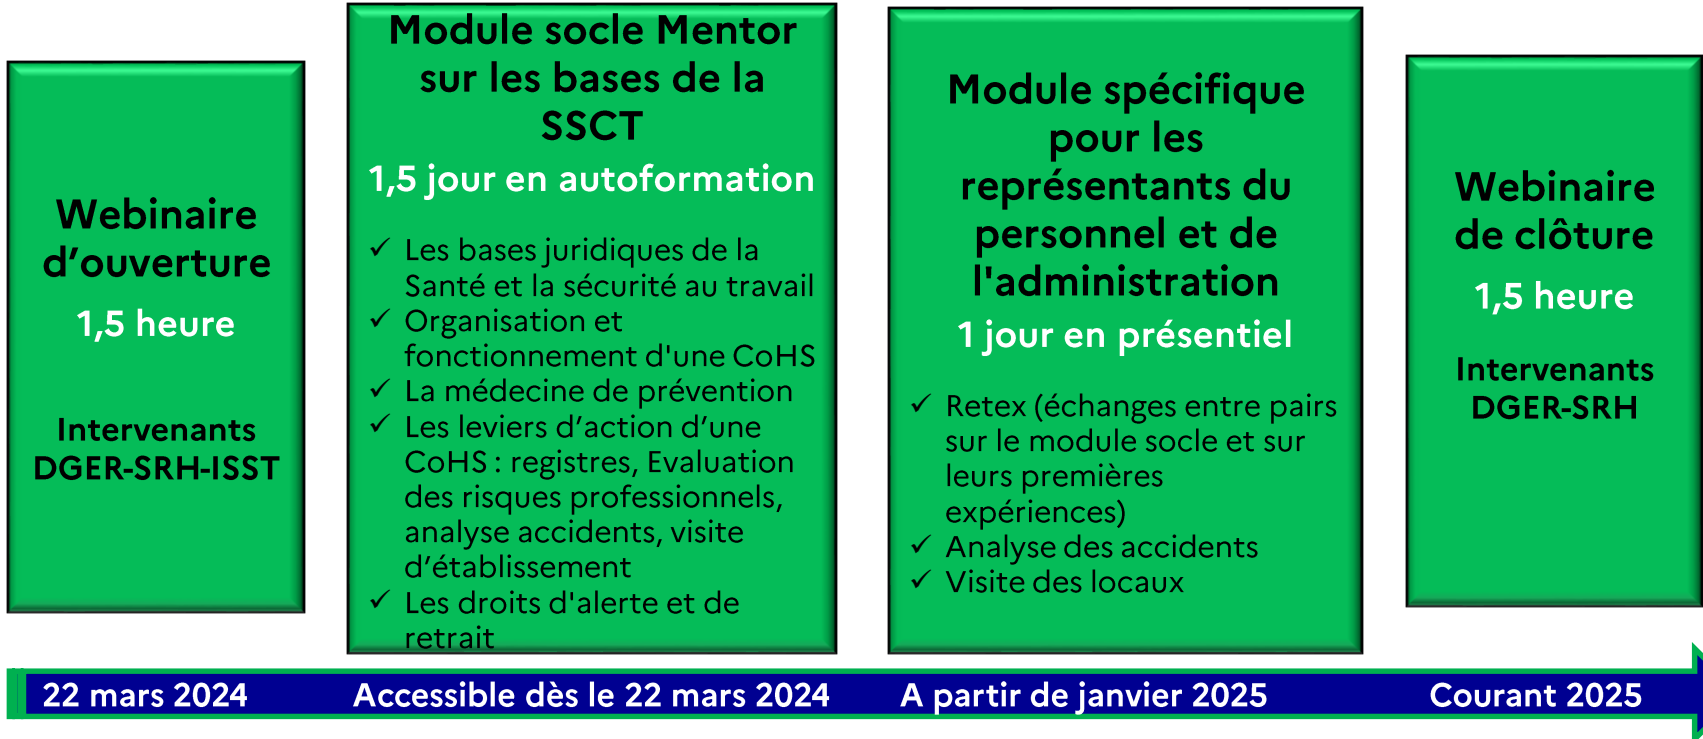 Webinaire
d’ouverture
1,5 heure
Intervenants
DGER-SRH-ISST
Module socle Mentor
sur les bases de la
SSCT
1,5 jour en autoformation
✓ Les bases juridiques de la
Santé et la sécurité au travail
✓ Organisation et
fonctionnement d'une CoHS
✓ La médecine de prévention
✓ Les leviers d’action d’une
CoHS : registres, Evaluation
des risques professionnels,
analyse accidents, visite
d’établissement
✓ Les droits d'alerte et de
retrait
Module spécifique
pour les
représentants du
personnel et de
l'administration
1 jour en présentiel
✓ Retex (échanges entre pairs
sur le module socle et sur
leurs premières
expériences)
✓ Analyse des accidents
✓ Visite des locaux
Webinaire
de clôture
1,5 heure
Intervenants
DGER-SRH
22 mars 2024
Accessible dès le 22 mars 2024
A partir de janvier 2025
Courant 2025